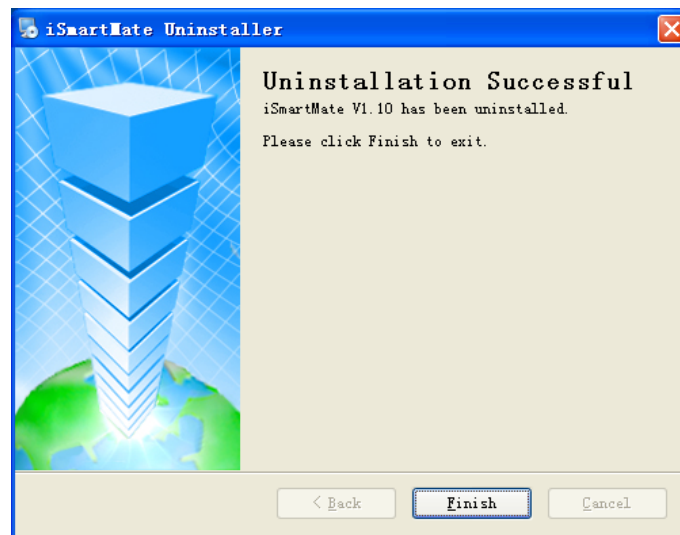 iSmartMate Uninstaller
Uninstallation Successful
iSmartMate V1.10 has been uninstalled.
Please click Finish to exit.
< Back
Finish
Cancel